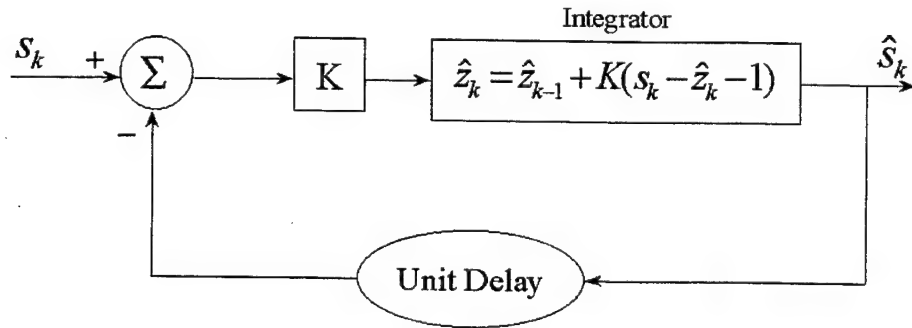 Integrator
s_k + Σ K ẑ_k = ẑ_{k-1} + K(s_k - ẑ_k - 1) ŝ_k
−
Unit Delay